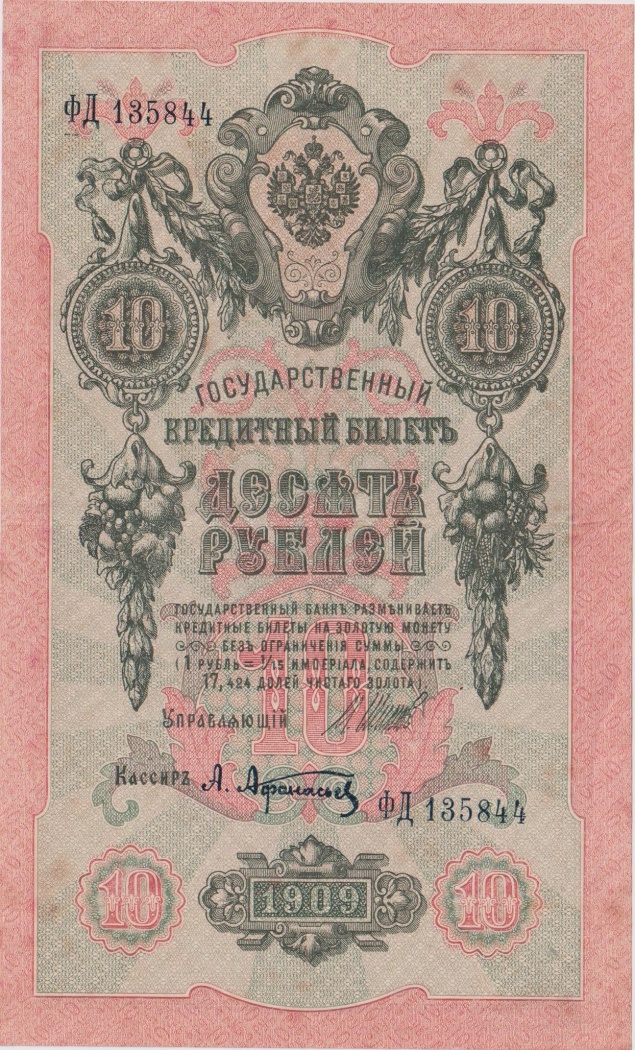 ФД 135844
10 10
ГОСУДАРСТВЕННЫЙ
КРЕДИТНЫЙ БИЛЕТЪ
ДЕСЯТЬ
РУБЛЕЙ
ГОСУДАРСТВЕННЫЙ БАНКЪ РАЗМѢНИВАЕТЪ
КРЕДИТНЫЕ БИЛЕТЫ НА ЗОЛОТУЮ МОНЕТУ
БЕЗЪ ОГРАНИЧЕНІЯ СУММЫ
(1 РУБЛЬ = 1/15 ИМПЕРІАЛА, СОДЕРЖИТЪ
17,424 ДОЛЕЙ ЧИСТАГО ЗОЛОТА).
10
УПРАВЛЯЮЩІЙ
Кассиръ А. Афанасьев
ФД 135844
10 1909 10